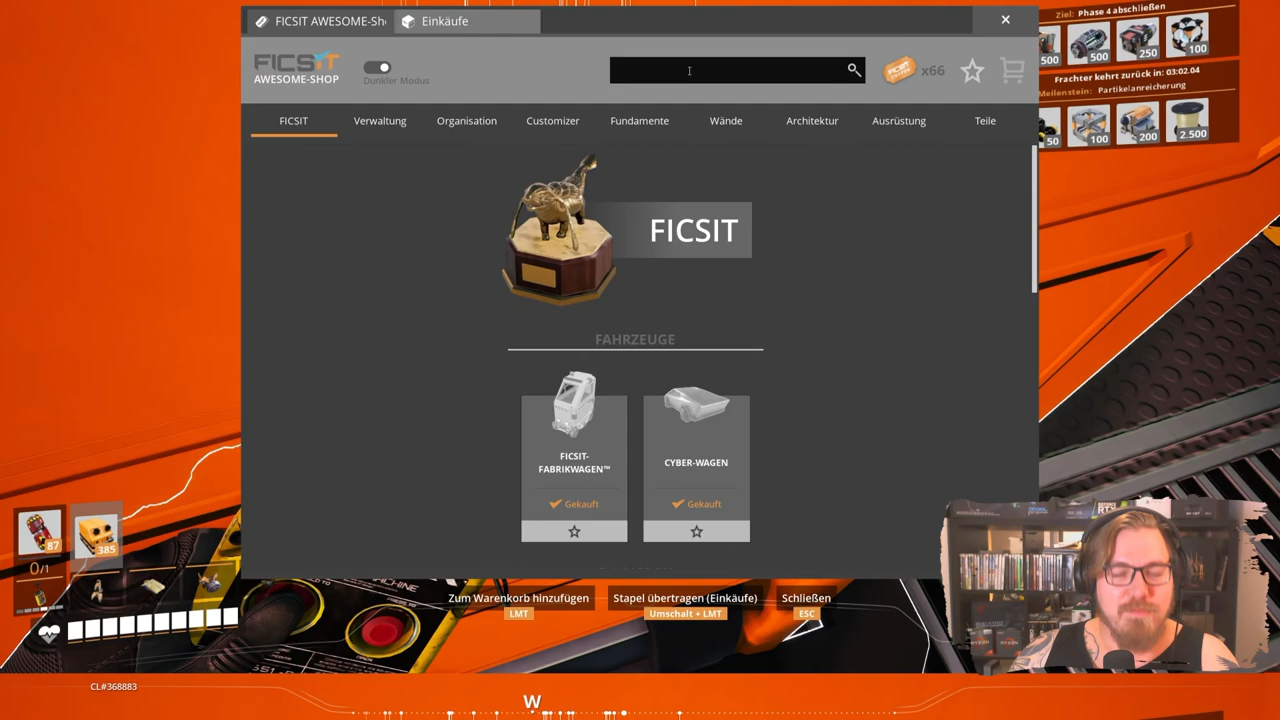 FICSIT AWESOME-Sh
Einkäufe
FICSIT
AWESOME-SHOP
Dunkler Modus
x66
FICSIT
Verwaltung
Organisation
Customizer
Fundamente
Wände
Architektur
Ausrüstung
Teile
FICSIT
FAHRZEUGE
FICSIT-
FABRIKWAGEN™
Gekauft
CYBER-WAGEN
Gekauft
Zum Warenkorb hinzufügen
LMT
Stapel übertragen (Einkäufe)
Umschalt + LMT
Schließen
ESC
Ziel: Phase 4 abschließen
500
500
250
100
Frachter kehrt zurück in: 03:02.04
Meilenstein: Partikelanreicherung
50
100
200
2.500
87
385
0/1
CL#368883
W